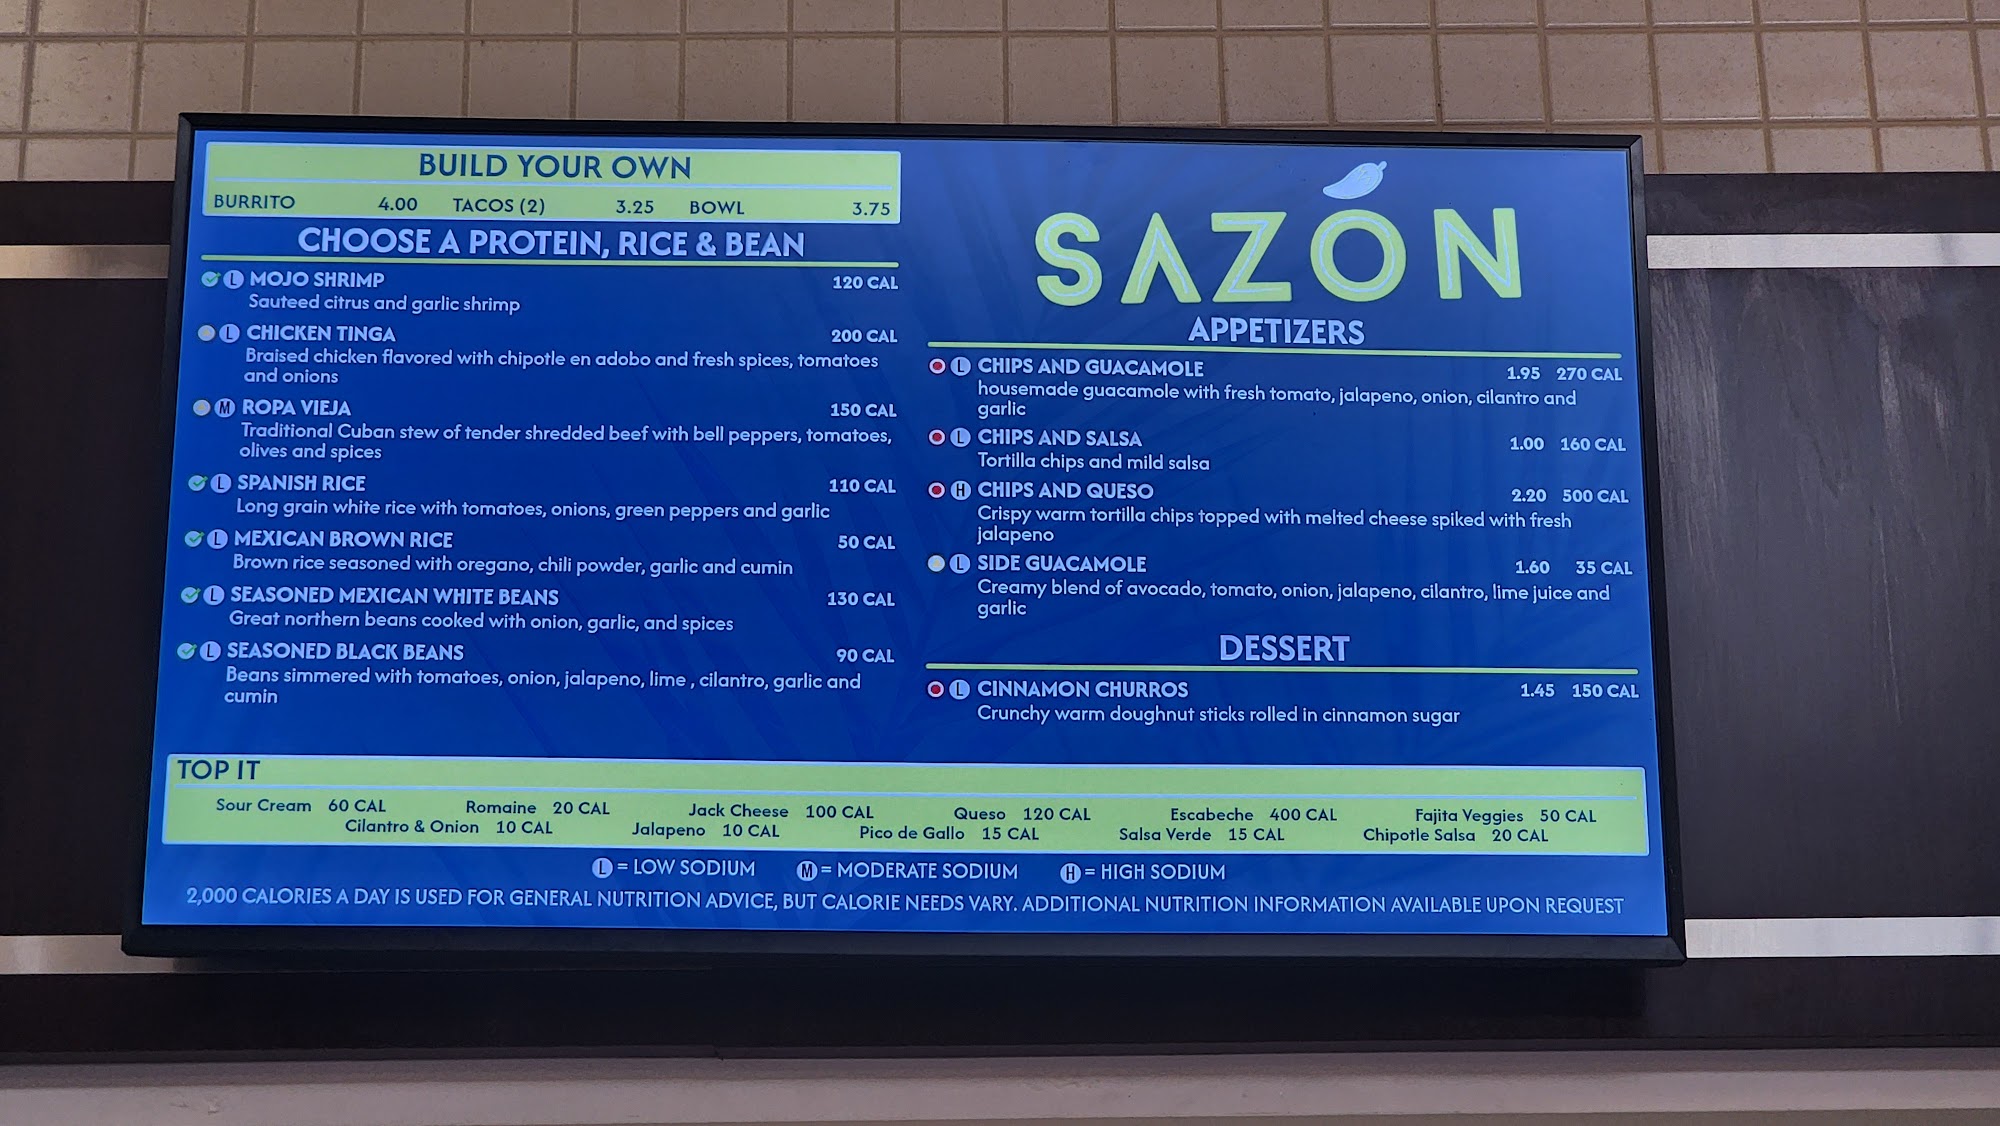 BUILD YOUR OWN
BURRITO 4.00 TACOS (2) 3.25 BOWL 3.75
CHOOSE A PROTEIN, RICE & BEAN
L MOJO SHRIMP 120 CAL
Sauteed citrus and garlic shrimp
L CHICKEN TINGA 200 CAL
Braised chicken flavored with chipotle en adobo and fresh spices, tomatoes
and onions
M ROPA VIEJA 150 CAL
Traditional Cuban stew of tender shredded beef with bell peppers, tomatoes,
olives and spices
L SPANISH RICE 110 CAL
Long grain white rice with tomatoes, onions, green peppers and garlic
L MEXICAN BROWN RICE 50 CAL
Brown rice seasoned with oregano, chili powder, garlic and cumin
L SEASONED MEXICAN WHITE BEANS 130 CAL
Great northern beans cooked with onion, garlic, and spices
L SEASONED BLACK BEANS 90 CAL
Beans simmered with tomatoes, onion, jalapeno, lime , cilantro, garlic and
cumin
SAZÓN
APPETIZERS
L CHIPS AND GUACAMOLE 1.95 270 CAL
housemade guacamole with fresh tomato, jalapeno, onion, cilantro and
garlic
L CHIPS AND SALSA 1.00 160 CAL
Tortilla chips and mild salsa
H CHIPS AND QUESO 2.20 500 CAL
Crispy warm tortilla chips topped with melted cheese spiked with fresh
jalapeno
L SIDE GUACAMOLE 1.60 35 CAL
Creamy blend of avocado, tomato, onion, jalapeno, cilantro, lime juice and
garlic
DESSERT
L CINNAMON CHURROS 1.45 150 CAL
Crunchy warm doughnut sticks rolled in cinnamon sugar
TOP IT
Sour Cream 60 CAL Romaine 20 CAL Jack Cheese 100 CAL Queso 120 CAL Escabeche 400 CAL Fajita Veggies 50 CAL
Cilantro & Onion 10 CAL Jalapeno 10 CAL Pico de Gallo 15 CAL Salsa Verde 15 CAL Chipotle Salsa 20 CAL
L = LOW SODIUM M = MODERATE SODIUM H = HIGH SODIUM
2,000 CALORIES A DAY IS USED FOR GENERAL NUTRITION ADVICE, BUT CALORIE NEEDS VARY. ADDITIONAL NUTRITION INFORMATION AVAILABLE UPON REQUEST